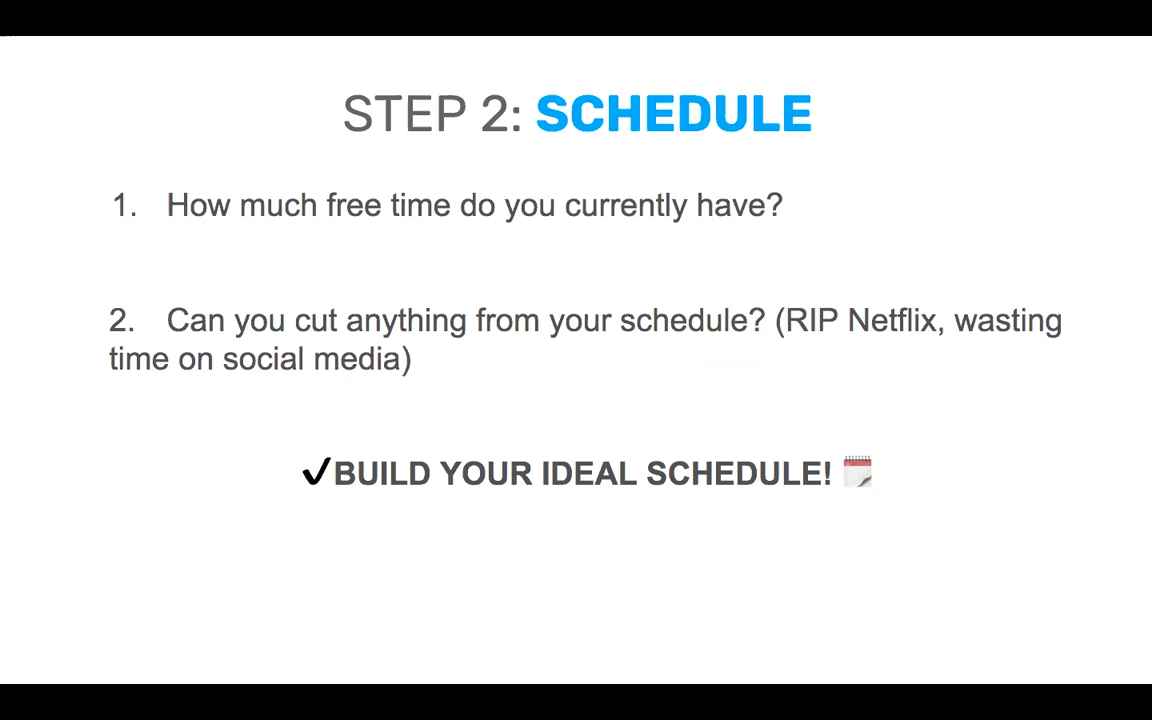 STEP 2: SCHEDULE
1. How much free time do you currently have?
2. Can you cut anything from your schedule? (RIP Netflix, wasting
time on social media)
✔BUILD YOUR IDEAL SCHEDULE! 🗓